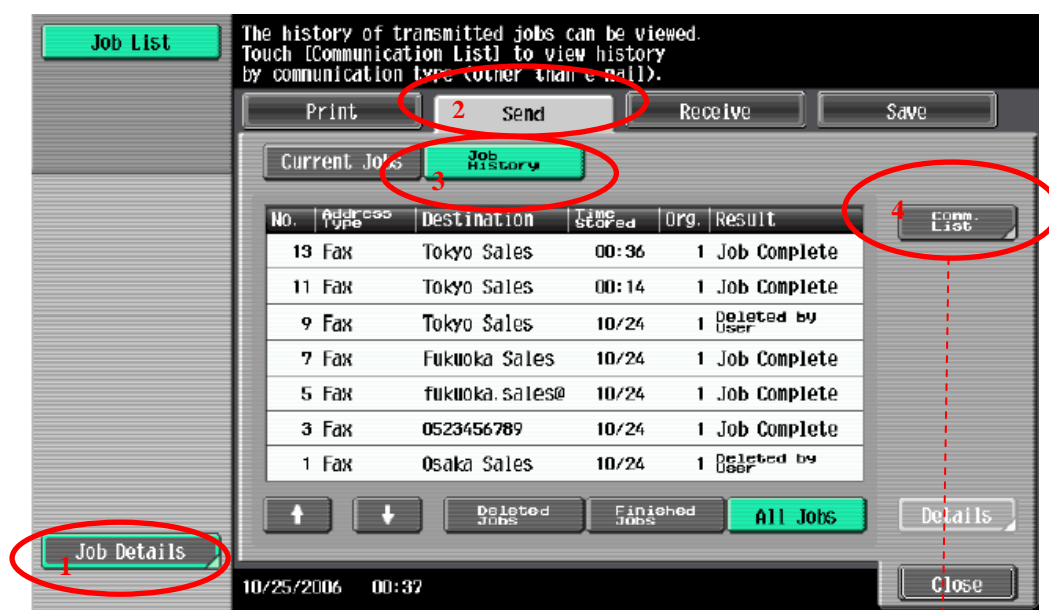 Job List
The history of transmitted jobs can be viewed.
Touch [Communication List] to view history
by communication type (other than e-mail).
Print 2 Send Receive Save
Current Jobs 3 Job History
4 Comm. List
No. Address Type Destination Time Stored Org. Result
13 Fax Tokyo Sales 00:36 1 Job Complete
11 Fax Tokyo Sales 00:14 1 Job Complete
9 Fax Tokyo Sales 10/24 1 Deleted by User
7 Fax Fukuoka Sales 10/24 1 Job Complete
5 Fax fukuoka.sales@ 10/24 1 Job Complete
3 Fax 0523456789 10/24 1 Job Complete
1 Fax Osaka Sales 10/24 1 Deleted by User
Deleted Jobs Finished Jobs All Jobs Details
1 Job Details
10/25/2006 00:37 Close